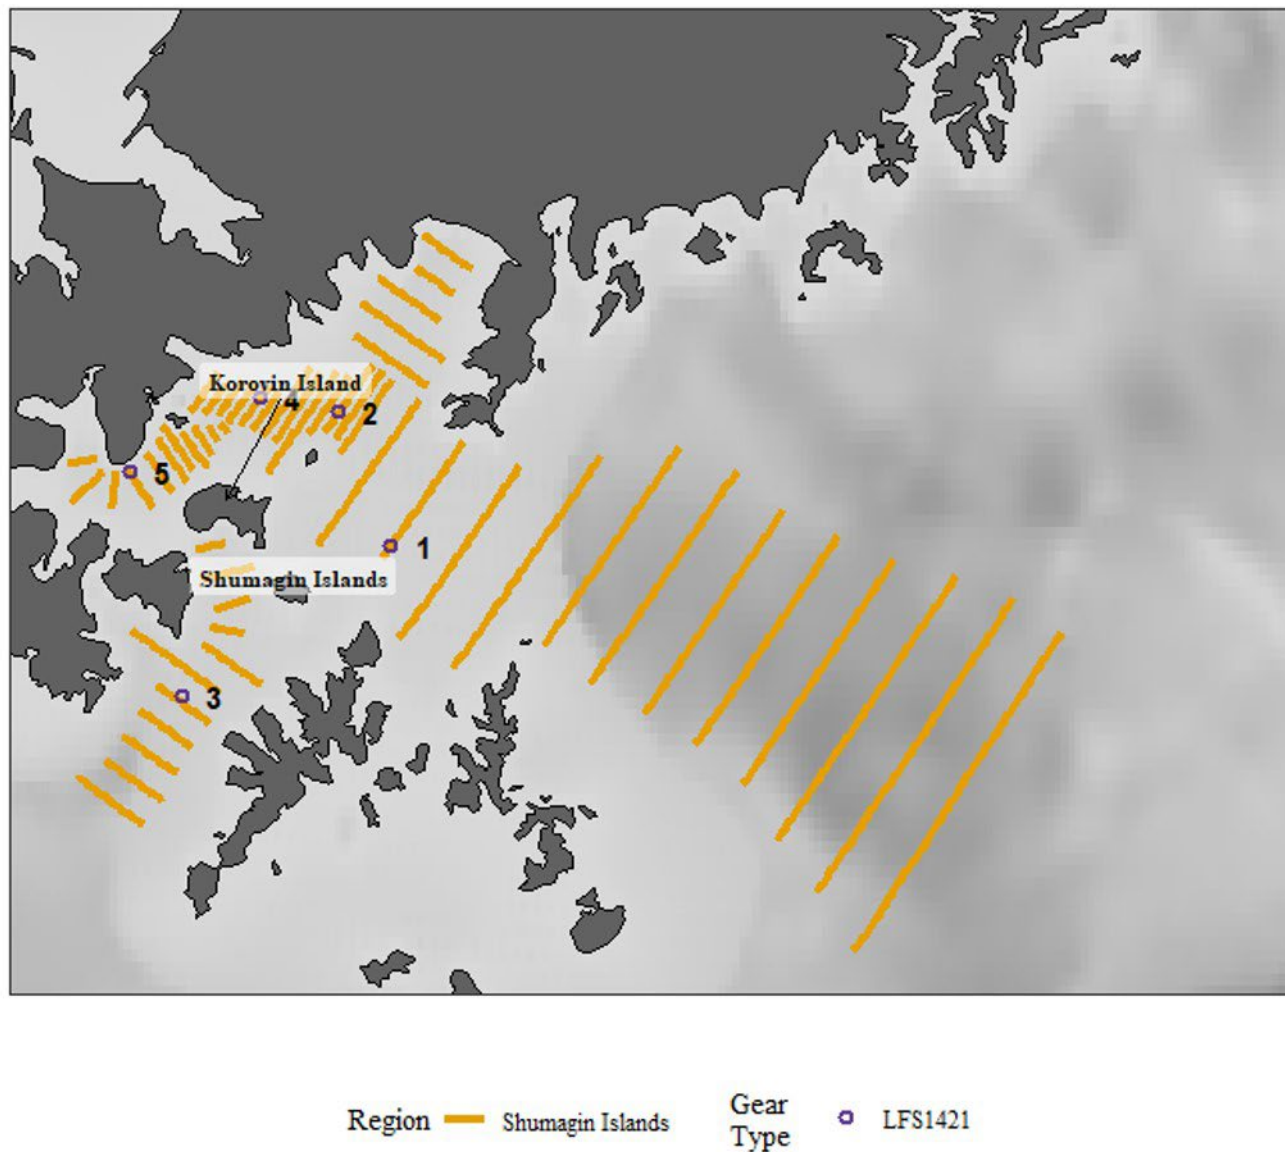 Korovin Island
4
2
5
1
Shumagin Islands
3
Region
Shumagin Islands
Gear
Type
LFS1421